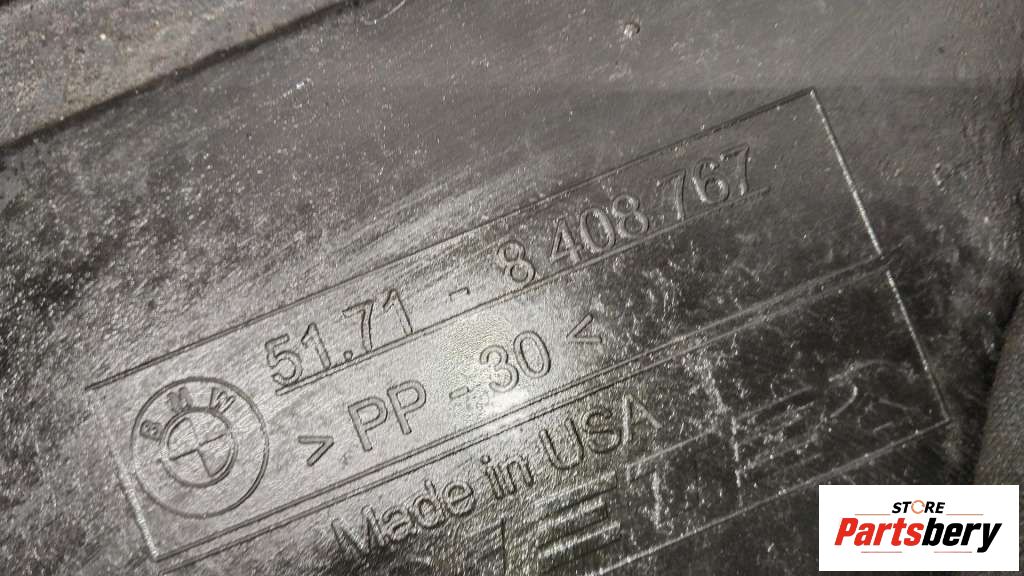 51.71 - 8 408 767
BMW
> PP - 30 <
Made in USA
STORE
Partsbery